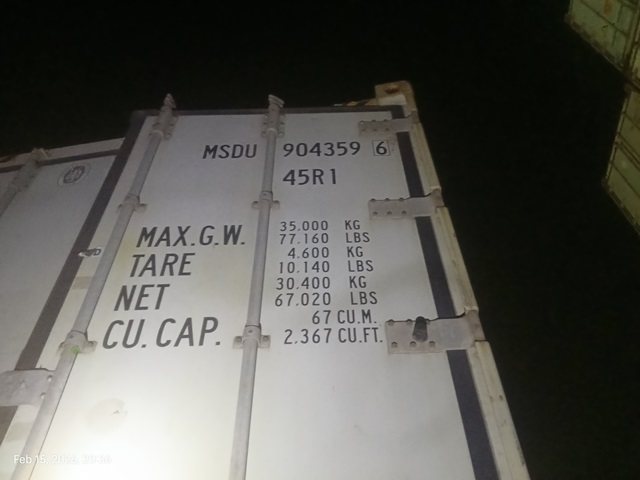 MSDU 904359 6
45R1
MAX.G.W. 35.000 KG
77.160 LBS
TARE 4.600 KG
10.140 LBS
NET 30.400 KG
67.020 LBS
CU. CAP. 67 CU.M.
2.367 CU.FT.
Feb